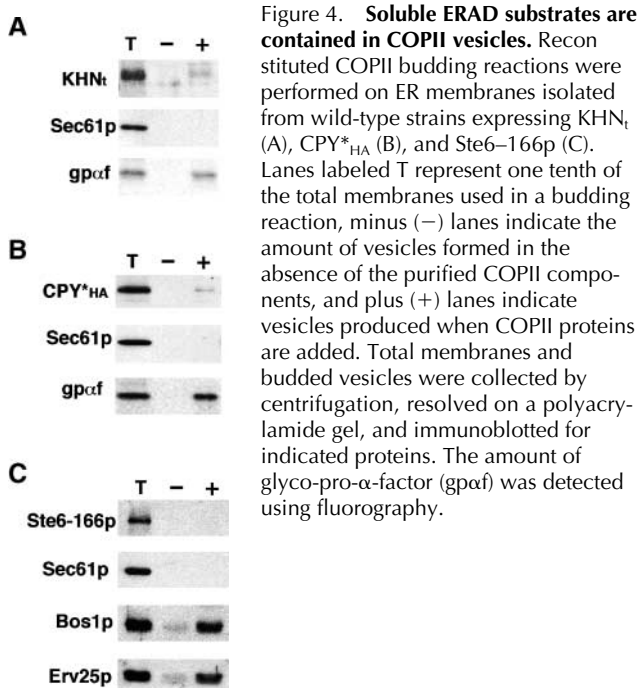 A
T – +
KHNt
Sec61p
gpαf
B
T – +
CPY*HA
Sec61p
gpαf
C
T – +
Ste6-166p
Sec61p
Bos1p
Erv25p
Figure 4. Soluble ERAD substrates are
contained in COPII vesicles. Recon
stituted COPII budding reactions were
performed on ER membranes isolated
from wild-type strains expressing KHNt
(A), CPY*HA (B), and Ste6–166p (C).
Lanes labeled T represent one tenth of
the total membranes used in a budding
reaction, minus (−) lanes indicate the
amount of vesicles formed in the
absence of the purified COPII compo-
nents, and plus (+) lanes indicate
vesicles produced when COPII proteins
are added. Total membranes and
budded vesicles were collected by
centrifugation, resolved on a polyacry-
lamide gel, and immunoblotted for
indicated proteins. The amount of
glyco-pro-α-factor (gpαf) was detected
using fluorography.